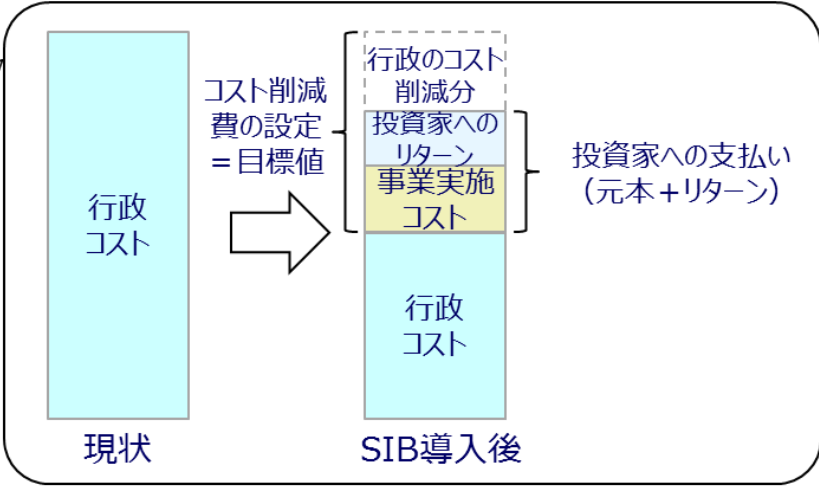 行政
コスト
現状
コスト削減
費の設定
＝目標値
行政のコスト
削減分
投資家への
リターン
事業実施
コスト
行政
コスト
SIB導入後
投資家への支払い
（元本＋リターン）